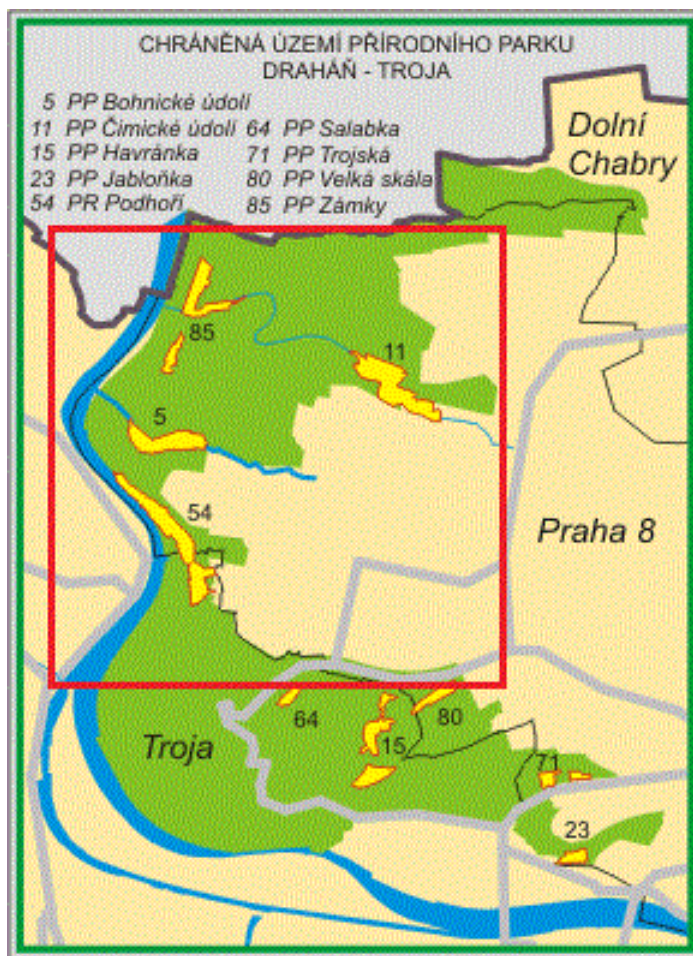 CHRÁNĚNÁ ÚZEMÍ PŘÍRODNÍHO PARKU
DRAHÁŇ - TROJA
5 PP Bohnické údolí
11 PP Čimické údolí
15 PP Havránka
23 PP Jabloňka
54 PR Podhoří
64 PP Salabka
71 PP Trojská
80 PP Velká skála
85 PP Zámky
Dolní
Chabry
85
11
5
54
Praha 8
64
80
15
Troja
71
23